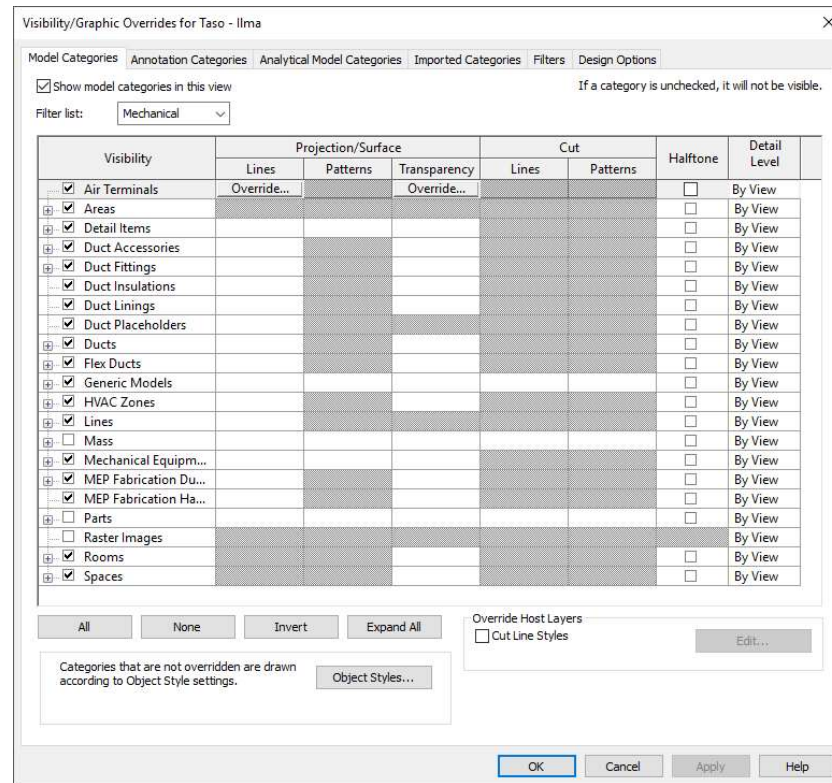 Visibility/Graphic Overrides for Taso - Ilma
Model Categories Annotation Categories Analytical Model Categories Imported Categories Filters Design Options
Show model categories in this view If a category is unchecked, it will not be visible.
Filter list: Mechanical
Visibility Projection/Surface Cut Halftone Detail Level
Lines Patterns Transparency Lines Patterns
Air Terminals Override... Override... By View
Areas By View
Detail Items By View
Duct Accessories By View
Duct Fittings By View
Duct Insulations By View
Duct Linings By View
Duct Placeholders By View
Ducts By View
Flex Ducts By View
Generic Models By View
HVAC Zones By View
Lines By View
Mass By View
Mechanical Equipm... By View
MEP Fabrication Du... By View
MEP Fabrication Ha... By View
Parts By View
Raster Images By View
Rooms By View
Spaces By View
All None Invert Expand All
Override Host Layers
Cut Line Styles Edit...
Categories that are not overridden are drawn
according to Object Style settings.
Object Styles...
OK Cancel Apply Help